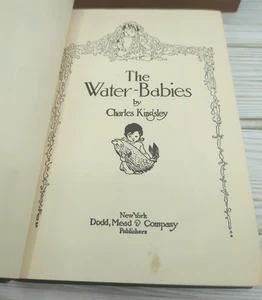 The
Water-Babies
by
Charles Kingsley
New York
Dodd, Mead & Company
Publishers